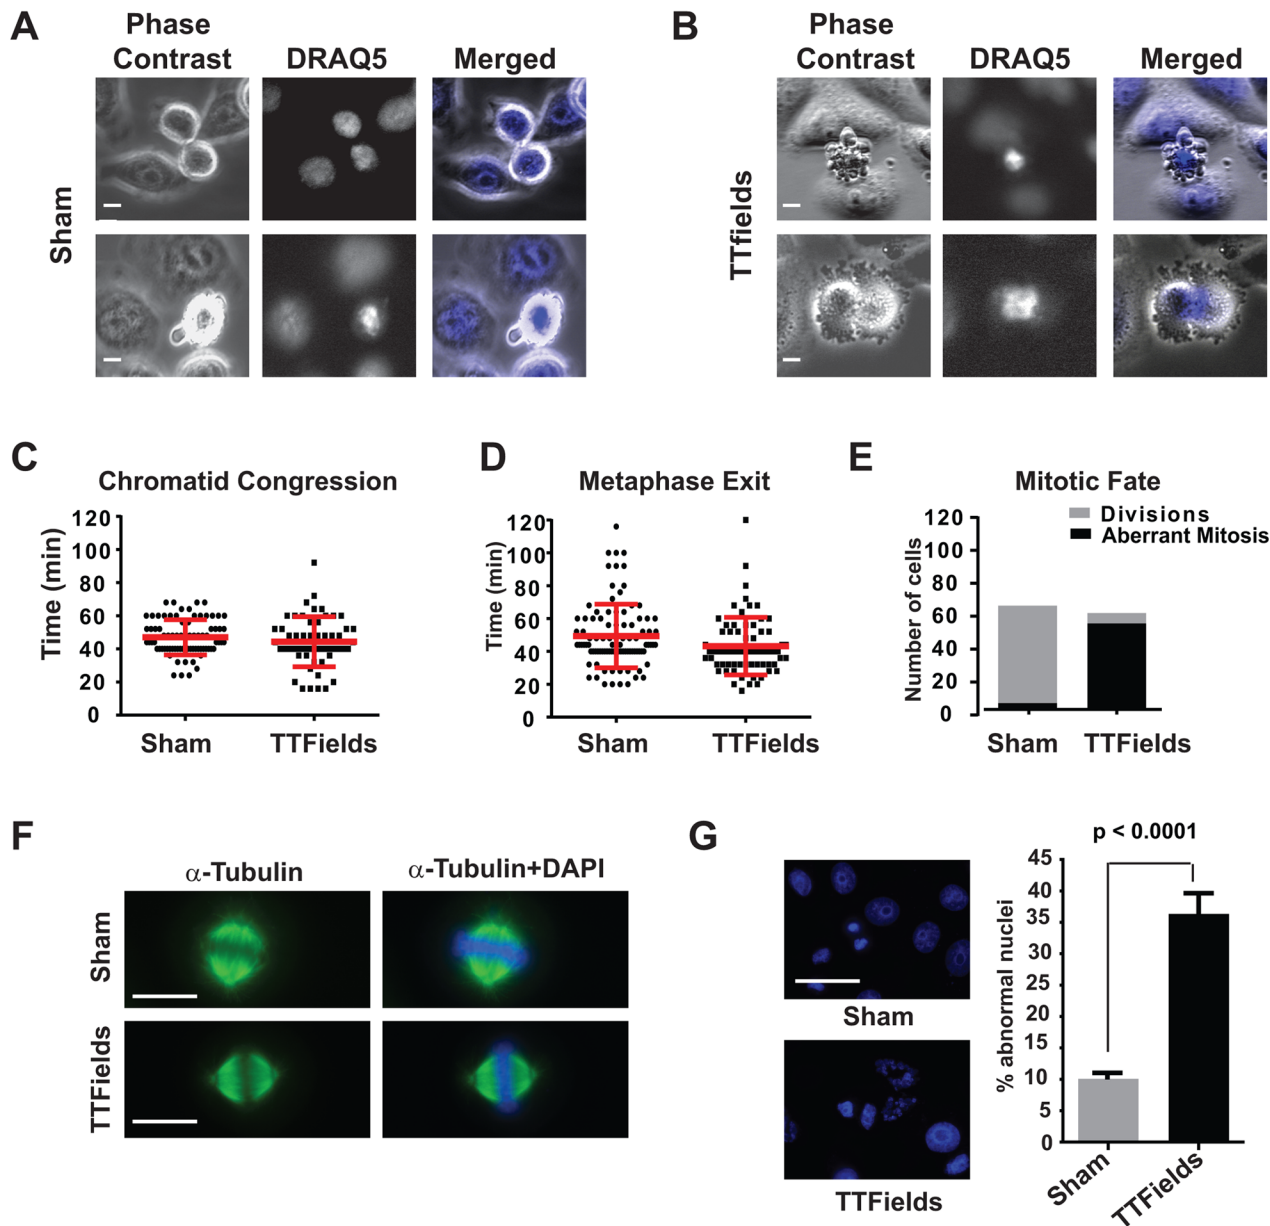 A
Phase
Contrast
DRAQ5
Merged
Sham
B
Phase
Contrast
DRAQ5
Merged
TTfields
C
Chromatid Congression
Time (min)
120
100
80
60
40
20
0
Sham
TTFields
D
Metaphase Exit
Time (min)
120
100
80
60
40
20
0
Sham
TTFields
E
Mitotic Fate
Divisions
Aberrant Mitosis
Number of cells
120
100
80
60
40
20
0
Sham
TTFields
F
α-Tubulin
α-Tubulin+DAPI
Sham
TTFields
G
Sham
TTFields
p < 0.0001
% abnormal nuclei
45
40
35
30
25
20
15
10
5
0
Sham
TTFields